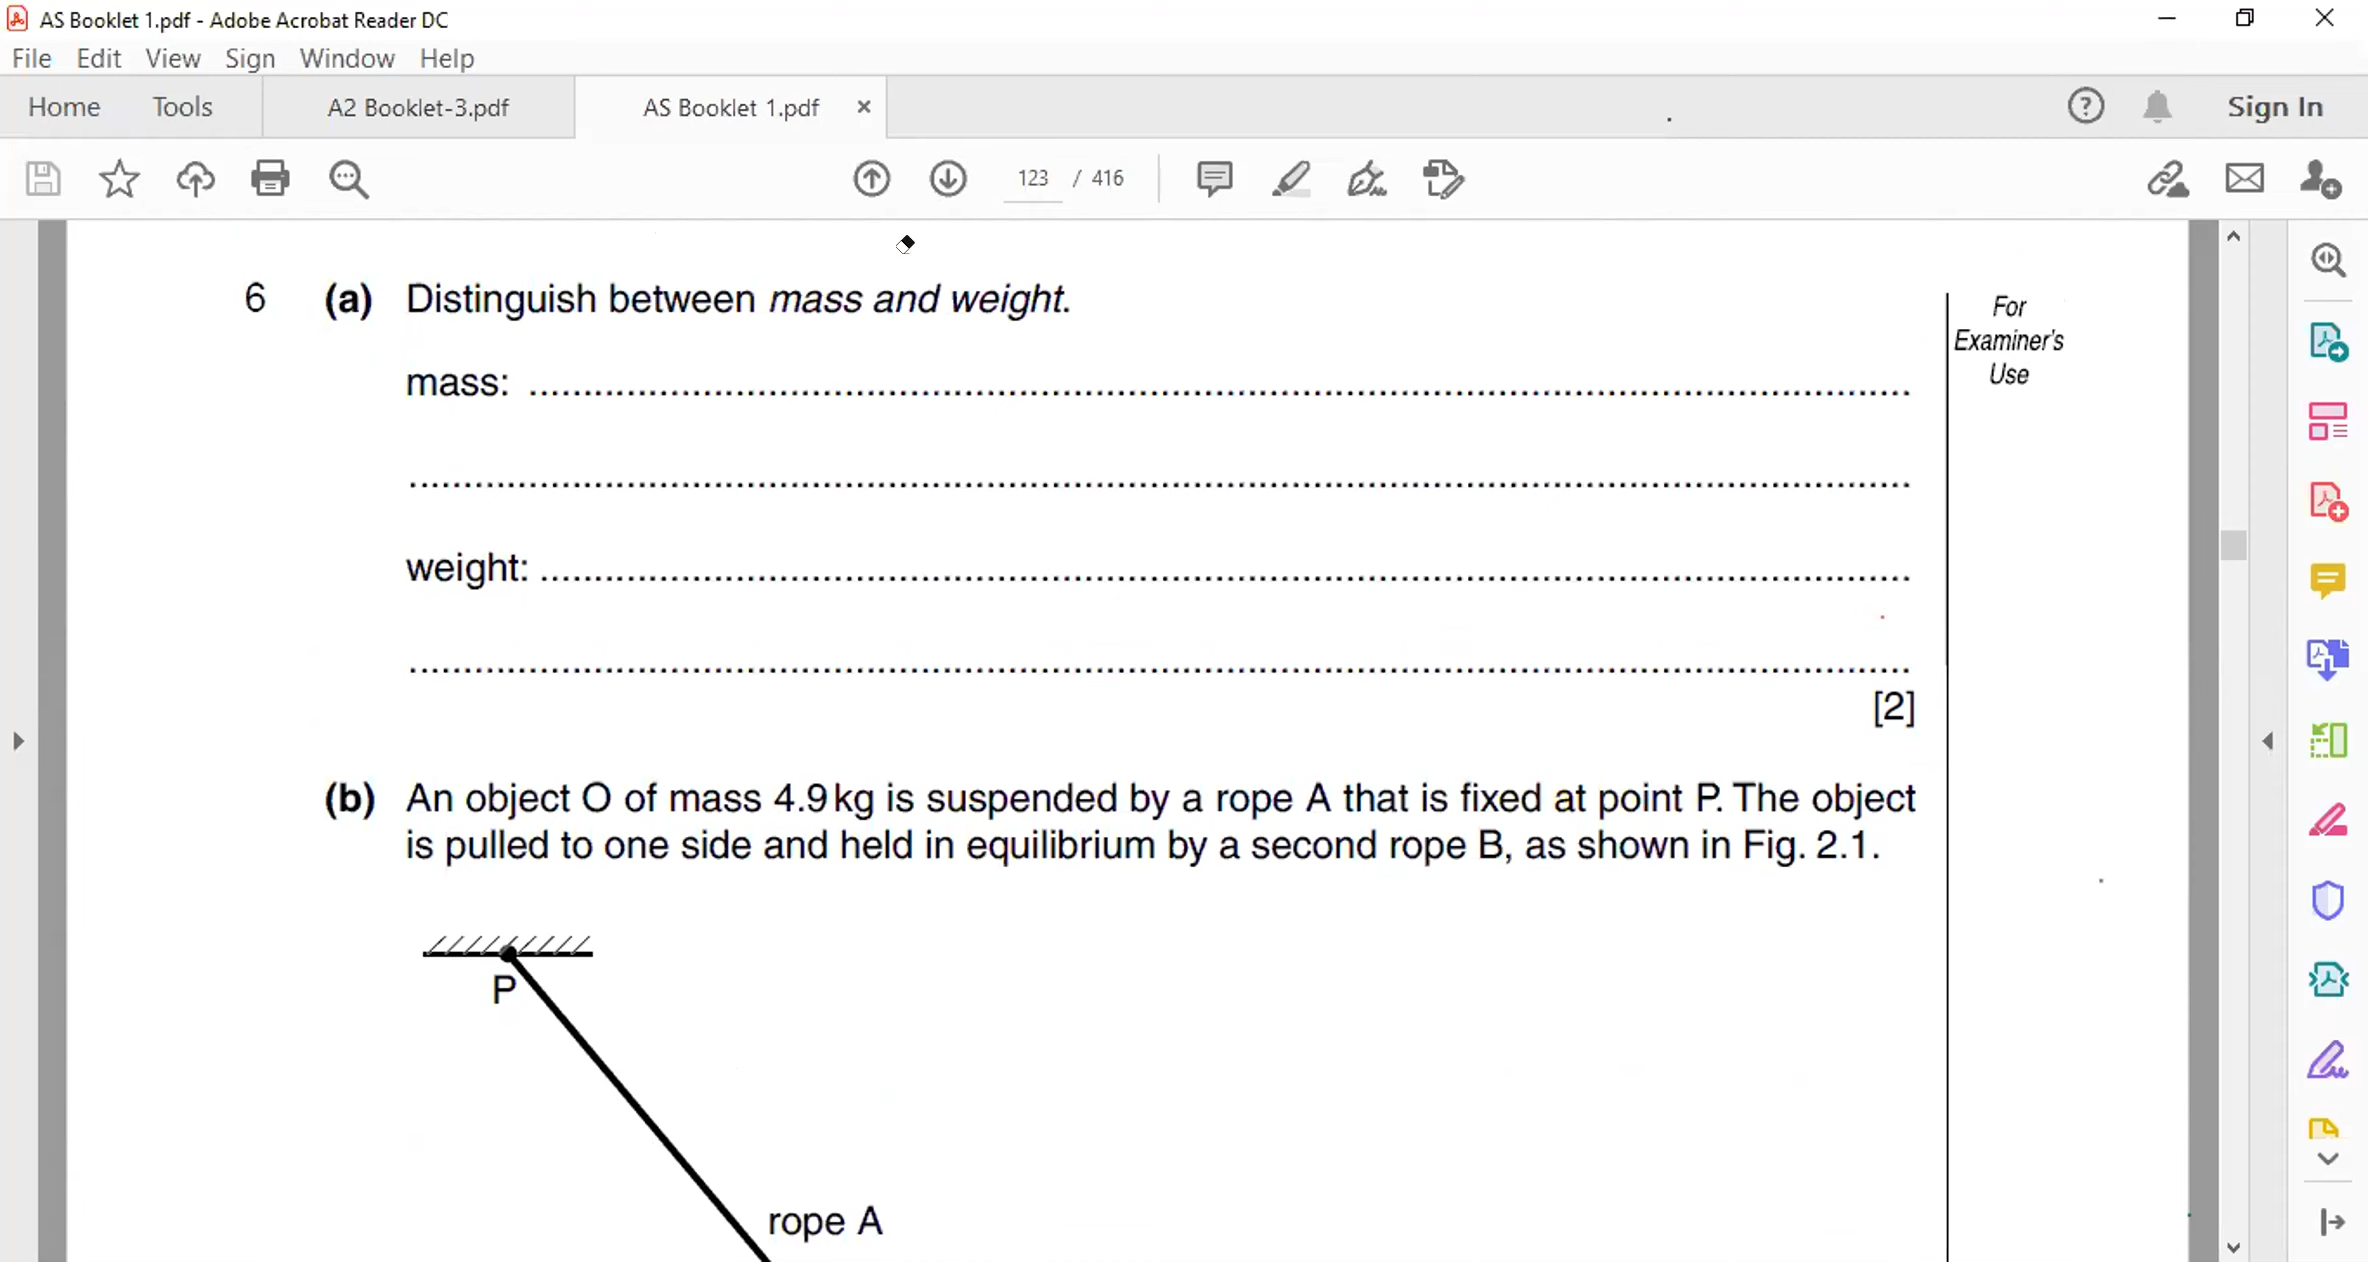 AS Booklet 1.pdf - Adobe Acrobat Reader DC
File Edit View Sign Window Help
Home Tools A2 Booklet-3.pdf AS Booklet 1.pdf Sign In
123 / 416
6 (a) Distinguish between mass and weight.
For
Examiner's
Use
mass: ..........
..........
weight: ..........
..........
[2]
(b) An object O of mass 4.9 kg is suspended by a rope A that is fixed at point P. The object
is pulled to one side and held in equilibrium by a second rope B, as shown in Fig. 2.1.
P
rope A